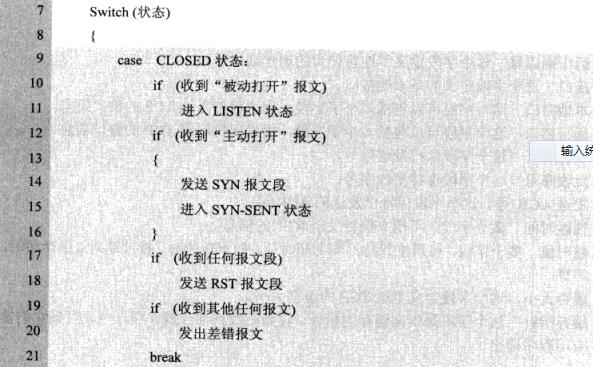 7 Switch (状态)
8 {
9 case CLOSED 状态：
10 if （收到“被动打开”报文)
11 进入 LISTEN 状态
12 if （收到“主动打开”报文)
13 {
14 发送 SYN 报文段
15 进入 SYN-SENT 状态
16 }
17 if （收到任何报文段)
18 发送 RST 报文段
19 if （收到其他任何报文)
20 发出差错报文
21 break
输入统